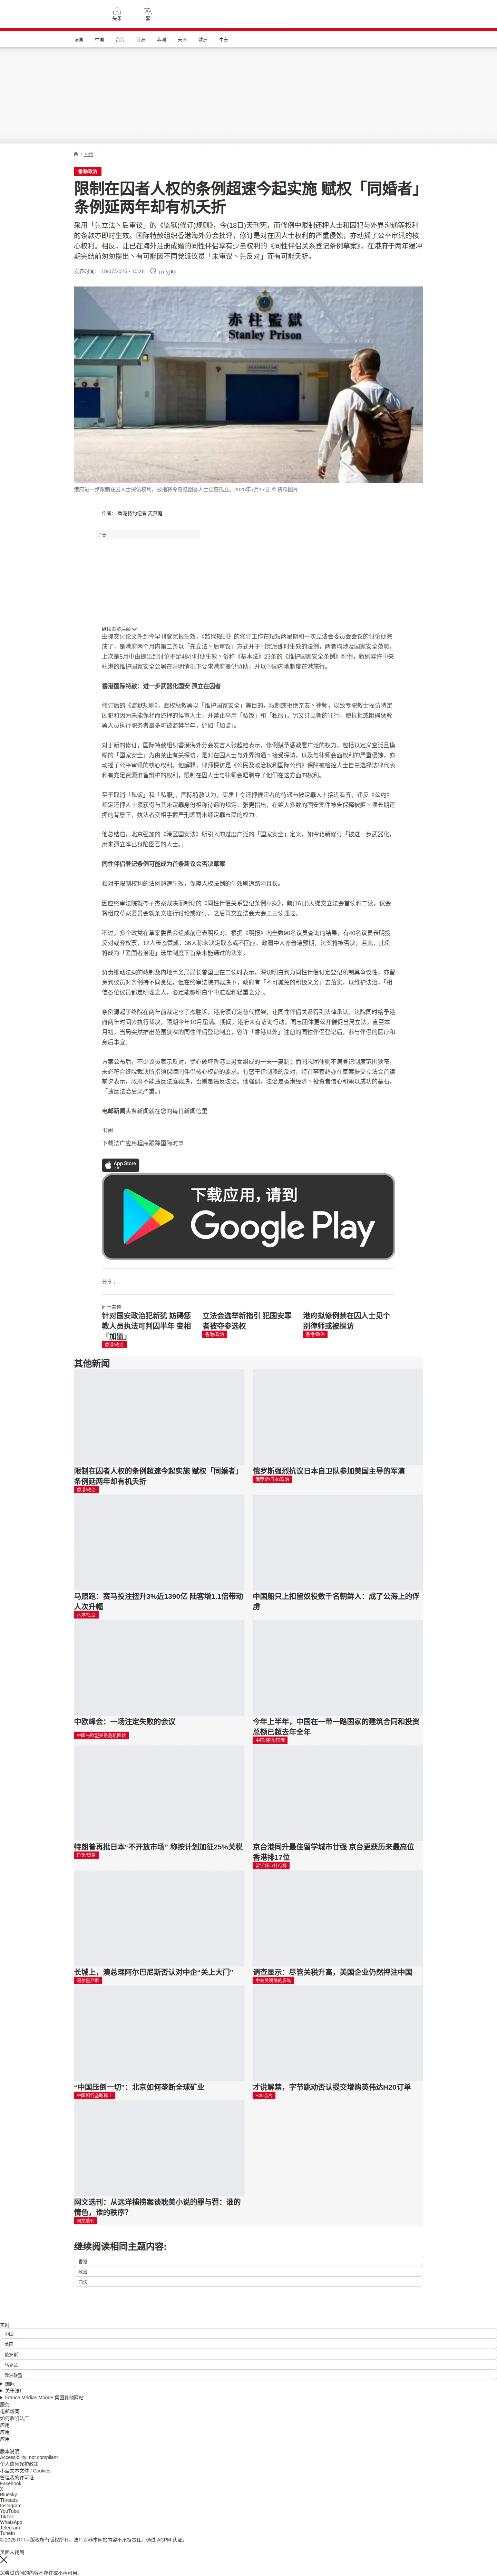 头条
繁
法国
中国
台海
亚洲
非洲
美洲
欧洲
中东
/ 中国
香港/政治
限制在囚者人权的条例超速今起实施 赋权「同婚者」
条例延两年却有机夭折
采用「先立法丶后审议」的《监狱(修订)规则》，今(18日)天刊宪，而修例中限制还押人士和囚犯与外界沟通等权利
的条款亦即时生效。国际特赦组织香港海外分会批评，修订是对在囚人士权利的严重侵蚀，亦动摇了公平审讯的核
心权利。相反，让已在海外注册成婚的同性伴侣享有少量权利的《同性伴侣关系登记条例草案》，在港府于两年缓冲
期完结前匆匆提出丶有可能因不同党派议员「未审议丶先反对」而有可能夭折。
发表时间： 18/07/2025 - 10:28
10 分钟
赤柱監獄
Stanley Prison
港府进一步限制在囚人士探访权利，被指将令身陷囹圄人士更感孤立。2025年7月17日 © 资料图片
作者： 香港特约记者 麦燕庭
广告
继续浏览后续
由提交讨论文件到今早刊登宪报生效，《监狱规则》的修订工作在短短两星期和一次立法会委员会会议的讨论便完
成了，是港府两个月内第二条以「先立法丶后审议」方式并于刊宪后即时生效的法例，两者均涉及国家安全范畴。
上次是5月中由提出到讨论不足48小时便生效丶俗称《基本法》23条的《维护国家安全条例》附例，新例容许中央
驻港的维护国家安全公署在注明情况下要求港府提供协助，并以中国内地制度在港施行。
香港国际特赦：进一步武器化国安 孤立在囚者
修订后的《监狱规则》，赋权惩教署以「维护国家安全」等目的，限制或拒绝亲友丶律师，以致专职教士探访特定
囚犯和因为未能保释而还押的候审人士，并禁止享用「私饭」和「私服」，另又订立新的罪行，使抗拒或阻碍惩教
署人员执行职务者最多可被监禁半年，俨如「加监」。
对于新的修订，国际特赦组织香港海外分会发言人张超雄表示，修例赋予惩教署广泛的权力，包括以定义空泛且模
糊的「国家安全」为由禁止有关探访，是对在囚人士与外界沟通丶接受探访，以及与律师会面权利的严重侵蚀，亦
动摇了公平审讯的核心权利。他解释，律师探访是《公民及政治权利国际公约》保障被检控人士自由选择法律代表
和有充足资源准备辩护的权利，限制在囚人士与律师会晤剥夺了他们在这方面的权利。
至于取消「私饭」和「私服」，国际特赦认为，实质上令还押候审者的待遇与被定罪人士接近看齐，违反《公约》
规定还押人士须获得与其未定罪身份相称待遇的规定。张更指出，在绝大多数的国安案件被告保释被拒丶须长期还
押的背景下，执法者变相手握严刑惩罚未经定罪市民的权力。
他总结道，北京强加的《港区国安法》所引入的过度广泛的「国家安全」定义，如今藉新修订「被进一步武器化，
用来孤立本已身陷囹圄的人士。」
同性伴侣登记条例可能成为首条新议会否决草案
相对于限制权利的法例超速生效，保障人权法例的生效则道路阻且长。
因应终审法院就岑子杰案裁决而制订的《同性伴侣关系登记条例草案》，前(16日)天提交立法会首读和二读，议会
将组成草案委员会就条文进行讨论或修订，之后再交立法会大会工三读通过。
不过，多个政党在草案委员会组成前已表明反对。根据《明报》向全数90名议员查询的结果，有40名议员表明投
反对或弃权票，12人表态赞成，36人称未决定取态或不回应。政圈中人亦普遍预期，法案将被否决，若此，此例
将成为「爱国者治港」选举制度下首条未能通过的法案。
负责推动法案的政制及内地事务局局长曾国卫在二读时表示，深切明白到为同性伴侣订定登记机制具争议性，亦留
意到议员对条例持不同意见，但在终审法院的裁决下，政府有「不可减免的积极义务」去落实，以维护法治，「相
信各位议员都是明理之人，必定能够明白个中道理和轻重之分」。
条例源起于终院在两年前裁定岑子杰胜诉，港府须订定替代框架，让同性伴侣关系得到法律承认。法院同时给予港
府两年时间去执行裁决，限期今年10月届满。期间，港府未有咨询行动，同志团体更公开催促当局立法，直至本
月初，当局突然推出范围狭窄的同性伴侣登记制度，容许「香港以外」注册的同性伴侣登记后，参与伴侣的医疗和
身后事宜。
方案公布后，不少议员表示反对，忧心破坏香港由男女组成的一夫一妻制；而同志团体则不满登记制度范围狭窄，
未必符合终院裁决所指须保障同伴侣核心权益的要求。有感于建制派的反对，特首李家超亦在草案提交立法会首读
前夕表示，政府不能违反法庭裁决，否则是违反法治。他强调，法治是香港经济丶投资者信心和赖以成功的基石，
「违反法治后果严重。」
电邮新闻头条新闻就在您的每日新闻信里
订阅
下载法广应用程序跟踪国际时事
App Store
下载
下载应用，请到
Google Play
分享 :
同一主题
针对国安政治犯新犹 妨碍惩
教人员执法可判囚半年 变相
「加监」
香港/政治
立法会选举新指引 犯国安罪
者被夺参选权
香港/政治
港府拟修例禁在囚人士见个
别律师或被探访
香港/政治
其他新闻
限制在囚者人权的条例超速今起实施 赋权「同婚者」
条例延两年却有机夭折
香港/政治
俄罗斯强烈抗议日本自卫队参加美国主导的军演
俄罗斯/日本/政治
马照跑：赛马投注扭升3%近1390亿 陆客增1.1倍带动
人次升幅
香港/社会
中国船只上扣留奴役数千名朝鲜人：成了公海上的俘
虏
中欧峰会：一场注定失败的会议
中国与欧盟关系危机四伏
今年上半年，中国在一带一路国家的建筑合同和投资
总额已超去年全年
中国/经济/国际
特朗普再批日本“不开放市场” 称按计划加征25%关税
日美/贸易
京台港同升最佳留学城市廿强 京台更获历来最高位
香港排17位
留学城市排行榜
长城上，澳总理阿尔巴尼斯否认对中企“关上大门”
阿尔巴尼斯
调查显示：尽管关税升高，美国企业仍然押注中国
中美关税战的影响
“中国压倒一切”：北京如何垄断全球矿业
才说解禁，字节跳动否认提交增购英伟达H20订单
H20芯片
网文选刊：从远洋捕捞案谈耽美小说的罪与罚：谁的
情色，谁的秩序？
网文选刊
继续阅读相同主题内容：
香港
政治
司法
实时
中国
美国
俄罗斯
乌克兰
欧洲联盟
国际
关于法广
France Médias Monde 集团其他网站
服务
电邮新闻
如何收听法广
应用
应用
应用
版本说明
Accessibility: not compliant
个人信息保护政策
小型文本文件 / Cookies
管理我的许可证
Facebook
X
Bluesky
Threads
Instagram
YouTube
TikTok
WhatsApp
Telegram
TuneIn
© 2025 RFI – 版权所有版权所有。法广对非本网站内容不承担责任。通过 ACPM 认证。
页面未找到
您尝试访问的内容不存在或不再可用。